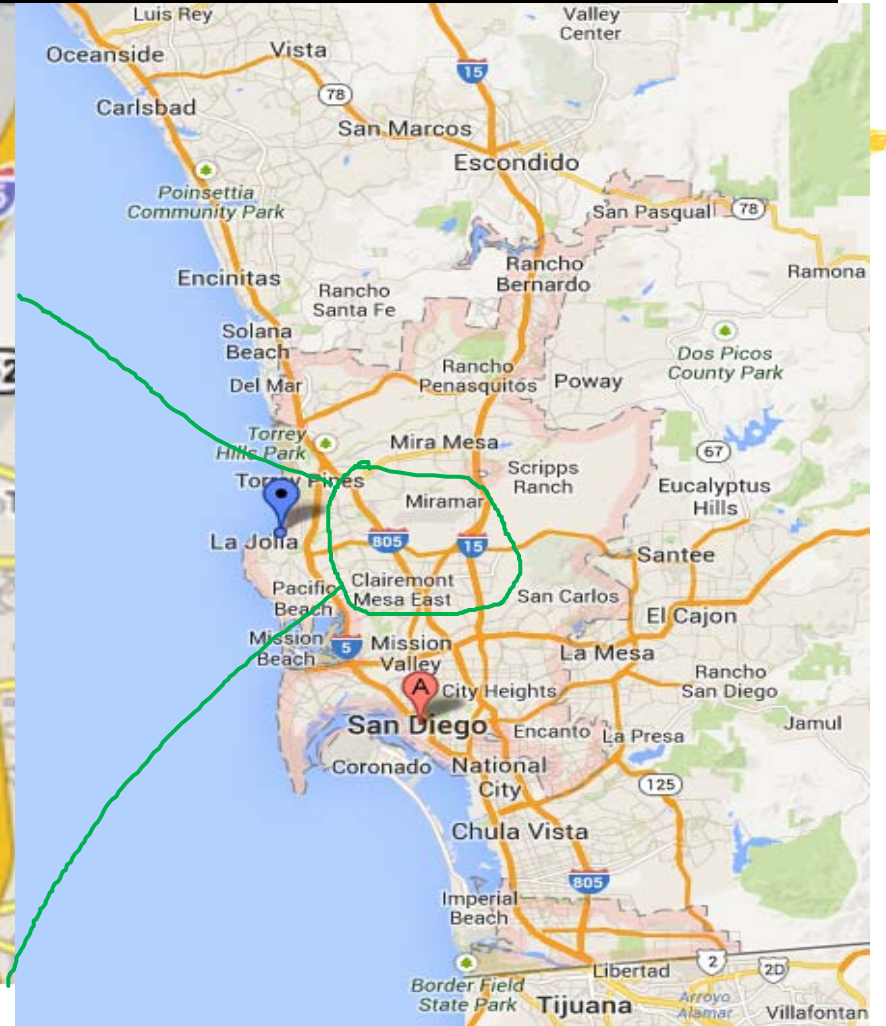 Luis Rey
Valley
Center
Oceanside
Vista
15
78
Carlsbad
San Marcos
Escondido
Poinsettia
Community Park
San Pasqual
78
Encinitas
Rancho
Bernardo
Ramona
Rancho
Santa Fe
Solana
Beach
Dos Picos
County Park
Rancho
Penasquitos
Poway
Del Mar
Torrey
Hills Park
Mira Mesa
67
Torrey Pines
Scripps
Ranch
Miramar
Eucalyptus
Hills
La Jolla
805
15
Santee
Pacific
Beach
Clairemont
Mesa East
San Carlos
El Cajon
Mission
Beach
5
Mission
Valley
La Mesa
A
City Heights
Rancho
San Diego
San Diego
Encanto
La Presa
Jamul
Coronado
National
City
125
Chula Vista
805
Imperial
Beach
Libertad
2
2D
Border Field
State Park
Tijuana
Arroyo
Alamar
Villafontan